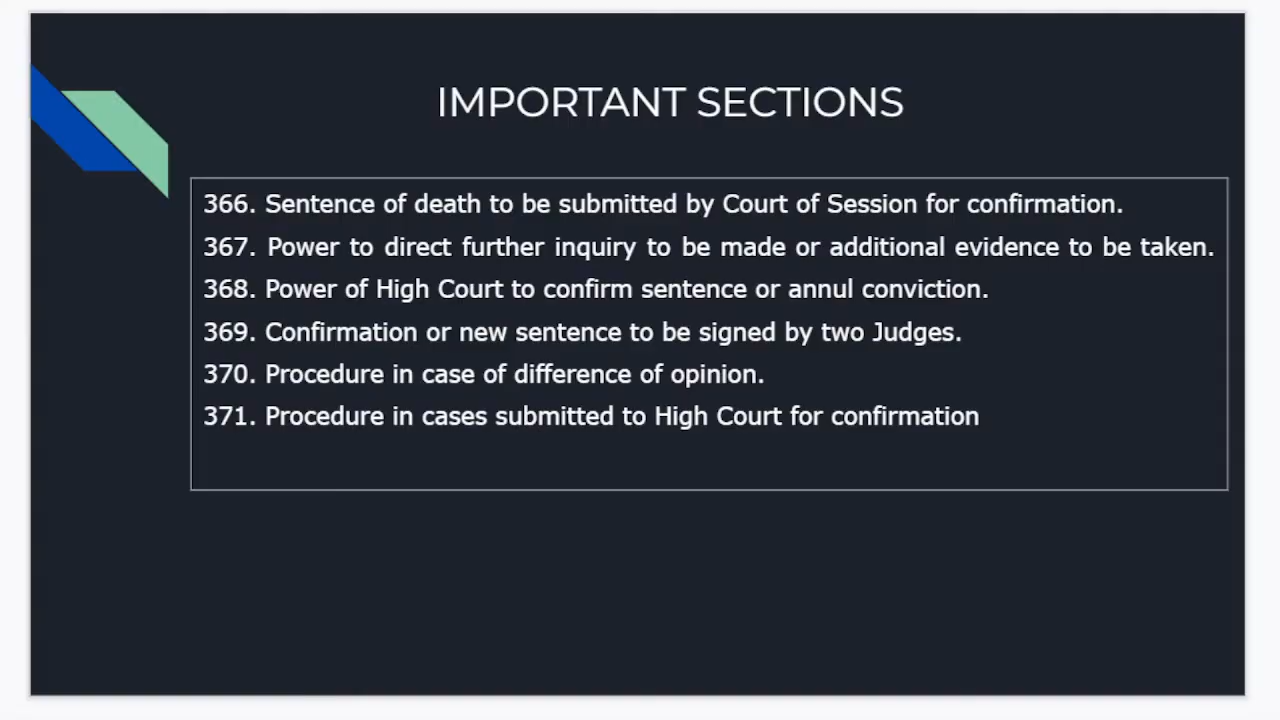 IMPORTANT SECTIONS
366. Sentence of death to be submitted by Court of Session for confirmation.
367. Power to direct further inquiry to be made or additional evidence to be taken.
368. Power of High Court to confirm sentence or annul conviction.
369. Confirmation or new sentence to be signed by two Judges.
370. Procedure in case of difference of opinion.
371. Procedure in cases submitted to High Court for confirmation